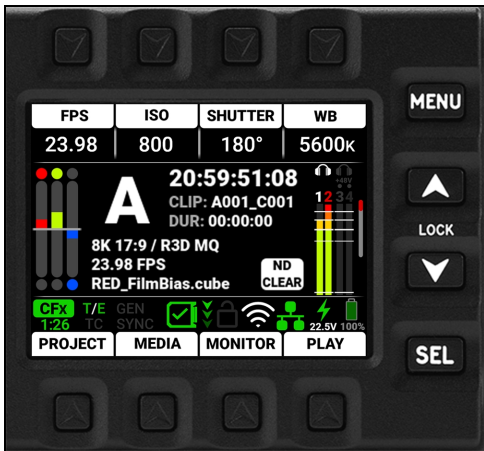 FPS ISO SHUTTER WB
23.98 800 180° 5600K
MENU
20:59:51:08
+48V
A
CLIP: A001_C001
1 2 3 4
DUR: 00:00:00
LOCK
8K 17:9 / R3D MQ
23.98 FPS
RED_FilmBias.cube
ND
CLEAR
CFx T/E GEN
1:26 TC SYNC
22.5V 100%
PROJECT MEDIA MONITOR PLAY
SEL